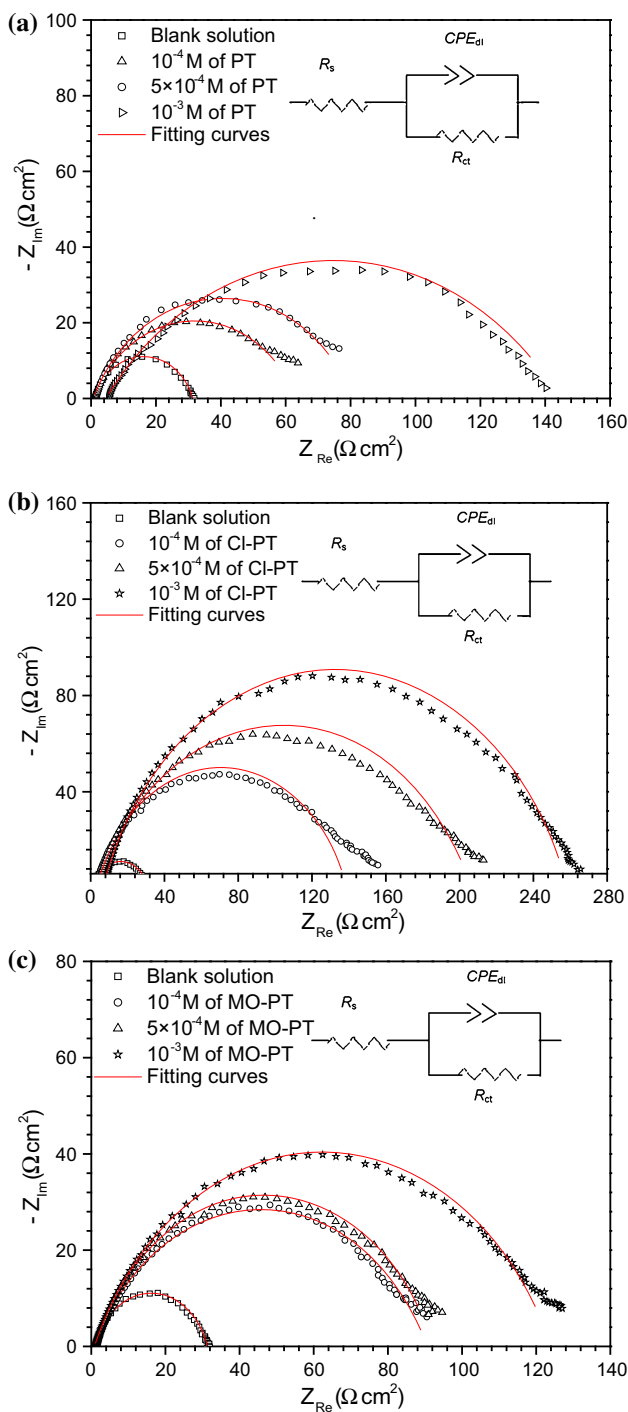 (a)
Blank solution
10⁻⁴ M of PT
5×10⁻⁴ M of PT
10⁻³ M of PT
Fitting curves
Rs
CPEdl
Rct
100
80
60
40
20
0
- ZIm(Ω cm²)
0 20 40 60 80 100 120 140 160
ZRe(Ω cm²)
(b)
Blank solution
10⁻⁴ M of Cl-PT
5×10⁻⁴ M of Cl-PT
10⁻³ M of Cl-PT
Fitting curves
Rs
CPEdl
Rct
160
120
80
40
- ZIm(Ω cm²)
0 40 80 120 160 200 240 280
ZRe(Ω cm²)
(c)
Blank solution
10⁻⁴ M of MO-PT
5×10⁻⁴ M of MO-PT
10⁻³ M of MO-PT
Fitting curves
Rs
CPEdl
Rct
80
60
40
20
0
- ZIm(Ω cm²)
0 20 40 60 80 100 120 140
ZRe(Ω cm²)